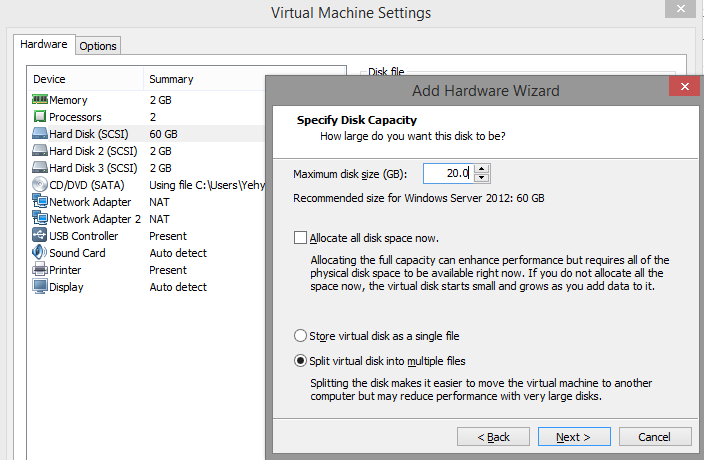 Virtual Machine Settings
Hardware Options
Device Summary
Disk file
Memory 2 GB
Processors 2
Hard Disk (SCSI) 60 GB
Hard Disk 2 (SCSI) 2 GB
Hard Disk 3 (SCSI) 2 GB
CD/DVD (SATA) Using file C:\Users\Yehy
Network Adapter NAT
Network Adapter 2 NAT
USB Controller Present
Sound Card Auto detect
Printer Present
Display Auto detect
Add Hardware Wizard
Specify Disk Capacity
How large do you want this disk to be?
Maximum disk size (GB): 20.0
Recommended size for Windows Server 2012: 60 GB
Allocate all disk space now.
Allocating the full capacity can enhance performance but requires all of the
physical disk space to be available right now. If you do not allocate all the
space now, the virtual disk starts small and grows as you add data to it.
Store virtual disk as a single file
Split virtual disk into multiple files
Splitting the disk makes it easier to move the virtual machine to another
computer but may reduce performance with very large disks.
< Back Next > Cancel